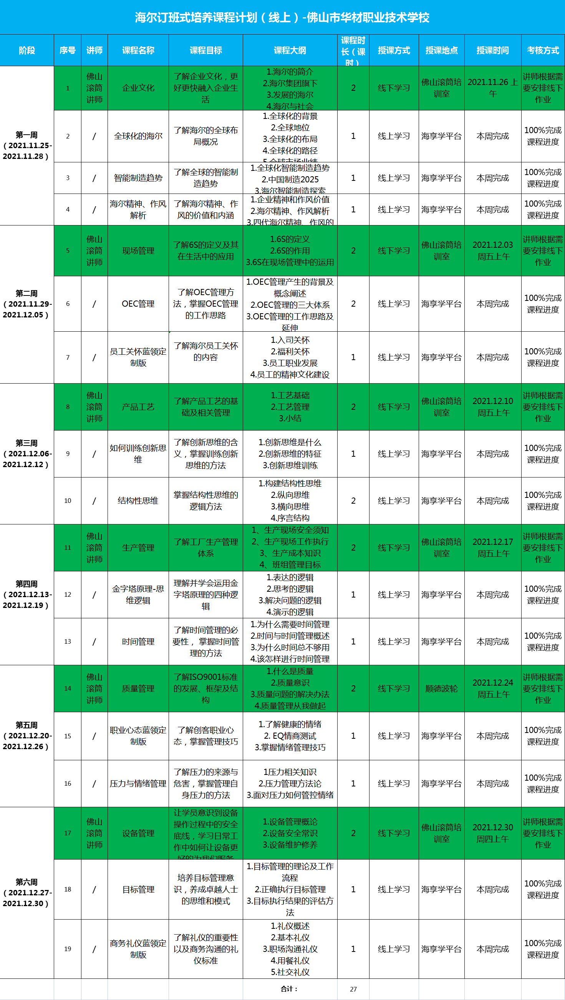 海尔订班式培养课程计划（线上）-佛山市华材职业技术学校
阶段
序号
讲师
课程名称
课程目标
课程大纲
课程时
长（课
时）
授课方式
授课地点
授课时间
考核方式
第一周
（2021.11.25-
2021.11.28）
1
佛山
滚筒
讲师
企业文化
了解企业文化，更
好更快融入企业生
活
1.海尔的简介
2.海尔集团旗下
3.发展的海尔
4.海尔与社会
2
线下学习
佛山滚筒培
训室
2021.11.26 上
午
讲师根据需
要安排线下
作业
2
/
全球化的海尔
了解海尔的全球布
局概况
1.全球化的背景
2.全球地位
3.全球化的布局
4.全球化的路径
5.全球市场业绩
1
线上学习
海享学平台
本周完成
100%完成
课程进度
3
/
智能制造趋势
了解全球的智能制
造趋势
1.全球化智能制造趋势
2.中国制造2025
3.海尔智能制造探索
1
线上学习
海享学平台
本周完成
100%完成
课程进度
4
/
海尔精神、作风
解析
了解海尔精神、作
风的价值和内涵
1.企业精神和作风价值
2.海尔精神、作风解析
3.四代海尔精神、作风的
1
线上学习
海享学平台
本周完成
100%完成
课程进度
第二周
（2021.11.29-
2021.12.05）
5
佛山
滚筒
讲师
现场管理
了解6S的定义及其
在生活中的应用
1.6S的定义
2.6S的作用
3.6S在现场管理中的运用
2
线下学习
佛山滚筒培
训室
2021.12.03
周五上午
讲师根据需
要安排线下
作业
6
/
OEC管理
了解OEC管理方
法，掌握OEC管理
的工作思路
1.OEC管理产生的背景及
概念阐述
2.OEC管理的三大体系
3.OEC管理的工作思路及
延伸
2
线上学习
海享学平台
本周完成
100%完成
课程进度
7
/
员工关怀蓝领定
制版
了解海尔员工关怀
的内容
1.入司关怀
2.福利关怀
3.员工职业发展
4.员工的精神文化建设
1
线上学习
海享学平台
本周完成
100%完成
课程进度
第三周
（2021.12.06-
2021.12.12）
8
佛山
滚筒
讲师
产品工艺
了解产品工艺的基
础及相关管理
1.工艺基础
2.工艺管理
3.小结
2
线下学习
佛山滚筒培
训室
2021.12.10
周五上午
讲师根据需
要安排线下
作业
9
/
如何训练创新思
维
了解创新思维的含
义，掌握训练创新
思维的方法
1.创新思维是什么
2.创新思维的特征
3.创新思维训练
1
线上学习
海享学平台
本周完成
100%完成
课程进度
10
/
结构性思维
掌握结构性思维的
逻辑方法
1.构建结构性思维
2.纵向思维
3.横向思维
4.序言结构
2
线上学习
海享学平台
本周完成
100%完成
课程进度
第四周
（2021.12.13-
2021.12.19）
11
佛山
滚筒
讲师
生产管理
了解工厂生产管理
体系
1、生产现场安全须知
2、生产现场工作执行
3、生产成本知识
4、班组管理目标
2
线下学习
佛山滚筒培
训室
2021.12.17
周五上午
讲师根据需
要安排线下
作业
12
/
金字塔原理-思
维逻辑
理解并学会运用金
字塔原理的四种逻
辑
1.表达的逻辑
2.思考的逻辑
3.解决问题的逻辑
4.演示的逻辑
1
线上学习
海享学平台
本周完成
100%完成
课程进度
13
/
时间管理
了解时间管理的必
要性， 掌握时间管
理的方法
1.为什么需要时间管理
2.时间与时间管理概述
3.为什么时间总不够用
4.该怎样进行时间管理
1
线上学习
海享学平台
本周完成
100%完成
课程进度
第五周
（2021.12.20-
2021.12.26）
14
佛山
滚筒
讲师
质量管理
了解ISO9001标准
的发展、框架及结
构
1.什么是质量
2.质量意识
3.质量问题的解决办法
4.质量管理从我做起
2
线下学习
顺德波轮
2021.12.24
周五上午
讲师根据需
要安排线下
作业
15
/
职业心态蓝领定
制版
了解创客职业心
态，掌握管理技巧
1.了解健康的情绪
2. EQ情商测试
3.掌握情绪管理技巧
1
线上学习
海享学平台
本周完成
100%完成
课程进度
16
/
压力与情绪管理
了解压力的来源与
危害，掌握管理自
身压力的方法
1压力相关知识
2.压力管理方法论
3.面对压力如何管控情绪
1
线上学习
海享学平台
本周完成
100%完成
课程进度
第六周
（2021.12.27-
2021.12.30）
17
佛山
滚筒
讲师
设备管理
让学员意识到设备
操作过程中的安全
底线，学习日常工
作中如何让设备更
好的为我们服务
1.设备管理概论
2.设备安全常识
3.设备维护修养
2
线下学习
佛山滚筒培
训室
2021.12.30
周四上午
讲师根据需
要安排线下
作业
18
/
目标管理
培养目标管理意
识，养成卓越人士
的思维和模式
1.目标管理的理论及工作
流程
2.正确执行目标管理
3.目标执行结果的评估方
法
1
线上学习
海享学平台
本周完成
100%完成
课程进度
19
/
商务礼仪蓝领定
制版
了解礼仪的重要性
以及商务沟通的礼
仪标准
1.礼仪概述
2.基本礼仪
3.职场沟通礼仪
4.用餐礼仪
5.社交礼仪
1
线上学习
海享学平台
本周完成
100%完成
课程进度
合计：
27